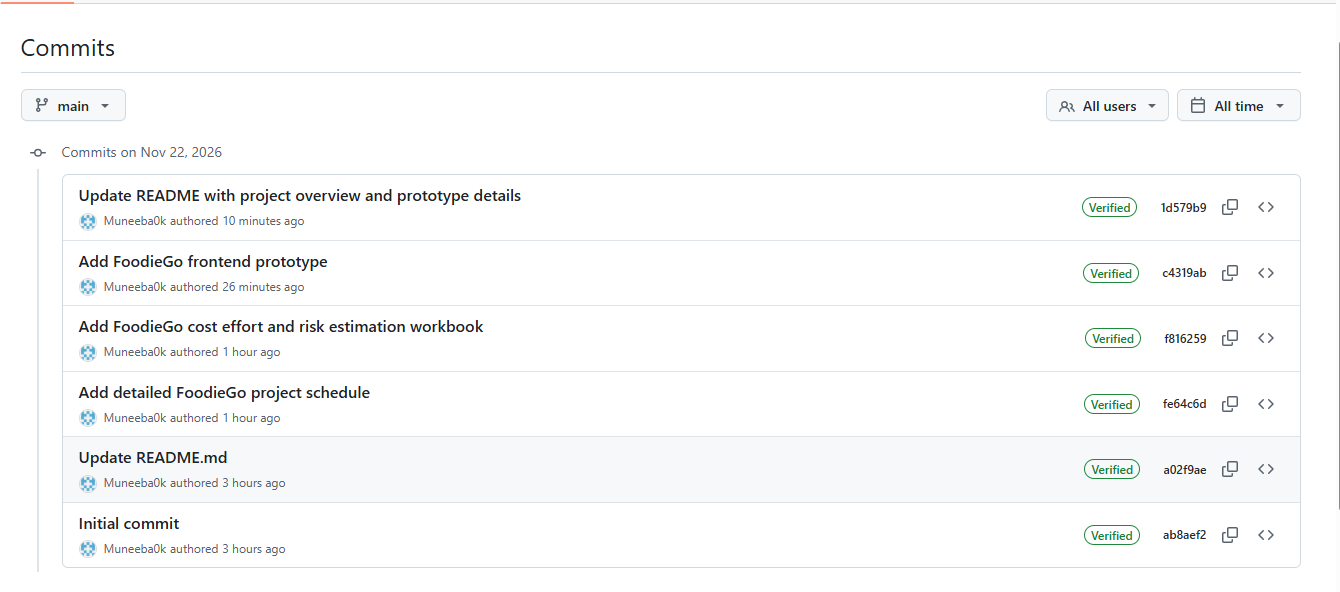 Commits
main
All users
All time
Commits on Nov 22, 2026
Update README with project overview and prototype details
Muneeba0k authored 10 minutes ago
Verified
1d579b9
Add FoodieGo frontend prototype
Muneeba0k authored 26 minutes ago
Verified
c4319ab
Add FoodieGo cost effort and risk estimation workbook
Muneeba0k authored 1 hour ago
Verified
f816259
Add detailed FoodieGo project schedule
Muneeba0k authored 1 hour ago
Verified
fe64c6d
Update README.md
Muneeba0k authored 3 hours ago
Verified
a02f9ae
Initial commit
Muneeba0k authored 3 hours ago
Verified
ab8aef2